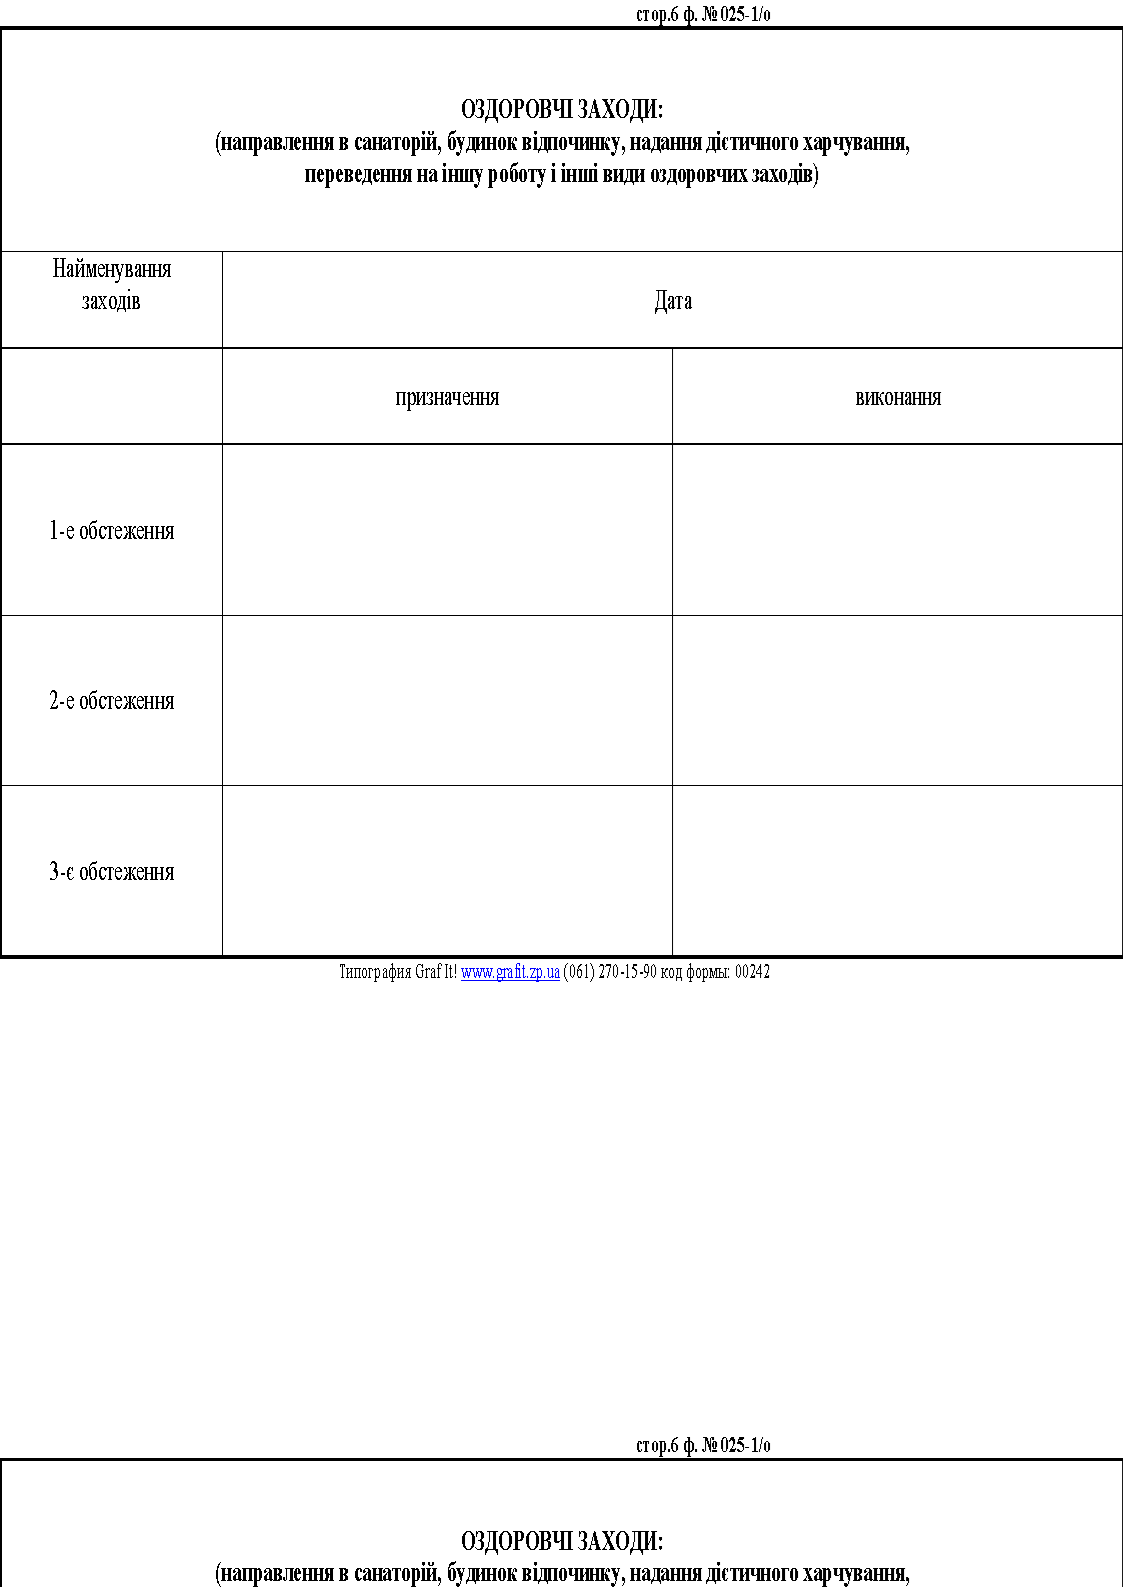 стор.6 ф. № 025-1/о
ОЗДОРОВЧІ ЗАХОДИ:
(направлення в санаторій, будинок відпочинку, надання дієтичного харчування,
переведення на іншу роботу і інші види оздоровчих заходів)
Найменування
заходів
Дата
призначення
виконання
1-е обстеження
2-е обстеження
3-є обстеження
Типография Graf It! www.grafit.zp.ua (061) 270-15-90 код формы: 00242
стор.6 ф. № 025-1/о
ОЗДОРОВЧІ ЗАХОДИ:
(направлення в санаторій, будинок відпочинку, надання дієтичного харчування,